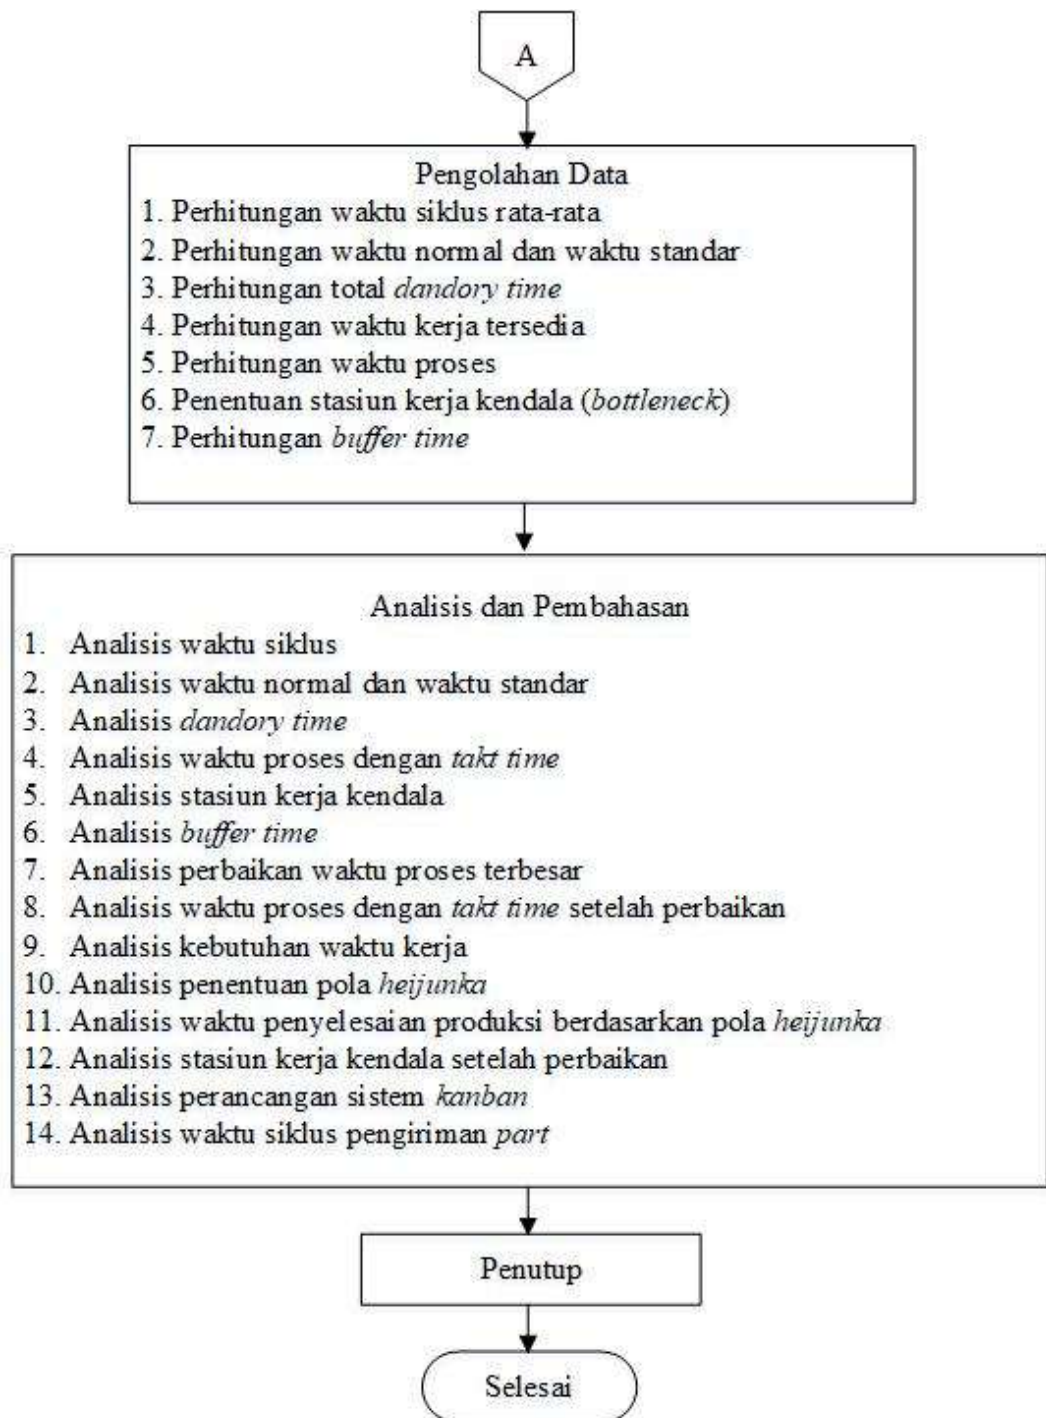 A
Pengolahan Data
1. Perhitungan waktu siklus rata-rata
2. Perhitungan waktu normal dan waktu standar
3. Perhitungan total dandory time
4. Perhitungan waktu kerja tersedia
5. Perhitungan waktu proses
6. Penentuan stasiun kerja kendala (bottleneck)
7. Perhitungan buffer time
Analisis dan Pembahasan
1. Analisis waktu siklus
2. Analisis waktu normal dan waktu standar
3. Analisis dandory time
4. Analisis waktu proses dengan takt time
5. Analisis stasiun kerja kendala
6. Analisis buffer time
7. Analisis perbaikan waktu proses terbesar
8. Analisis waktu proses dengan takt time setelah perbaikan
9. Analisis kebutuhan waktu kerja
10. Analisis penentuan pola heijunka
11. Analisis waktu penyelesaian produksi berdasarkan pola heijunka
12. Analisis stasiun kerja kendala setelah perbaikan
13. Analisis perancangan sistem kanban
14. Analisis waktu siklus pengiriman part
Penutup
Selesai